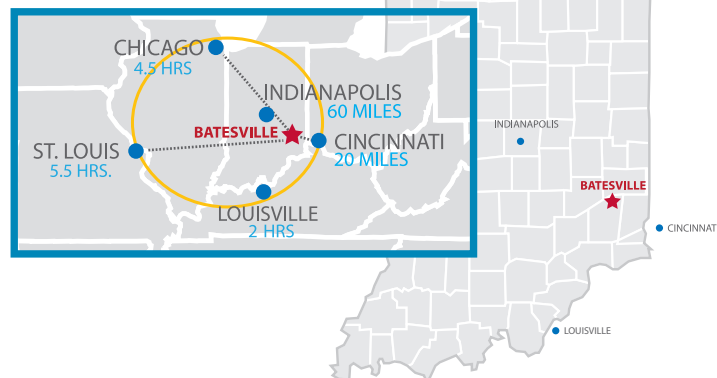 CHICAGO
4.5 HRS
INDIANAPOLIS
60 MILES
BATESVILLE
CINCINNATI
20 MILES
ST. LOUIS
5.5 HRS.
LOUISVILLE
2 HRS
INDIANAPOLIS
BATESVILLE
CINCINNAT
LOUISVILLE